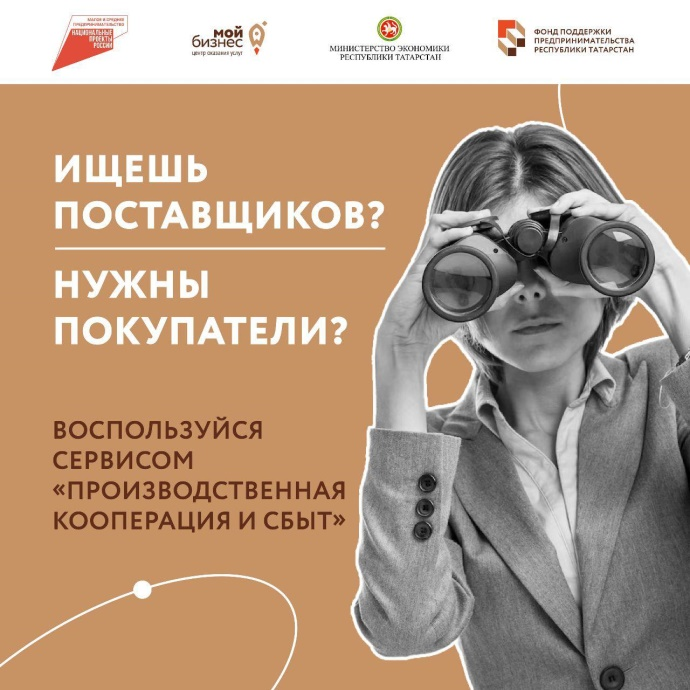 МАЛОЕ И СРЕДНЕЕ
ПРЕДПРИНИМАТЕЛЬСТВО
НАЦИОНАЛЬНЫЕ
ПРОЕКТЫ
РОССИИ
мой
бизнес
центр оказания услуг
МИНИСТЕРСТВО ЭКОНОМИКИ
РЕСПУБЛИКИ ТАТАРСТАН
ФОНД ПОДДЕРЖКИ
ПРЕДПРИНИМАТЕЛЬСТВА
РЕСПУБЛИКИ ТАТАРСТАН
ИЩЕШЬ
ПОСТАВЩИКОВ?
НУЖНЫ
ПОКУПАТЕЛИ?
ВОСПОЛЬЗУЙСЯ
СЕРВИСОМ
«ПРОИЗВОДСТВЕННАЯ
КООПЕРАЦИЯ И СБЫТ»